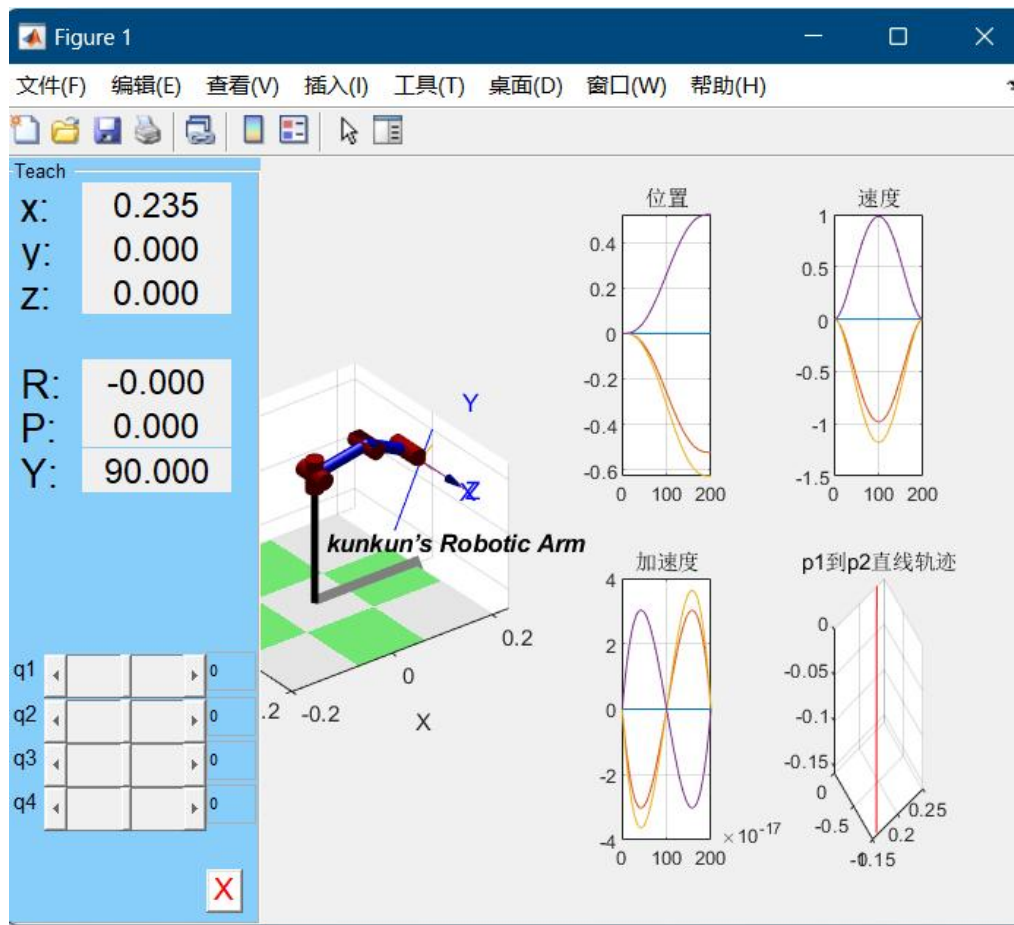 Figure 1
文件(F) 编辑(E) 查看(V) 插入(I) 工具(T) 桌面(D) 窗口(W) 帮助(H)
Teach
x: 0.235
y: 0.000
z: 0.000
R: -0.000
P: 0.000
Y: 90.000
q1 0
q2 0
q3 0
q4 0
X
Y
Z
kunkun's Robotic Arm
0.2
0
-0.2
.2
X
位置
0.4
0.2
0
-0.2
-0.4
-0.6
0 100 200
速度
1
0.5
0
-0.5
-1
-1.5
0 100 200
加速度
4
2
0
-2
-4
0 100 200
p1到p2直线轨迹
0
-0.05
-0.1
-0.15
0
-0.5
×10-17
0.25
0.2